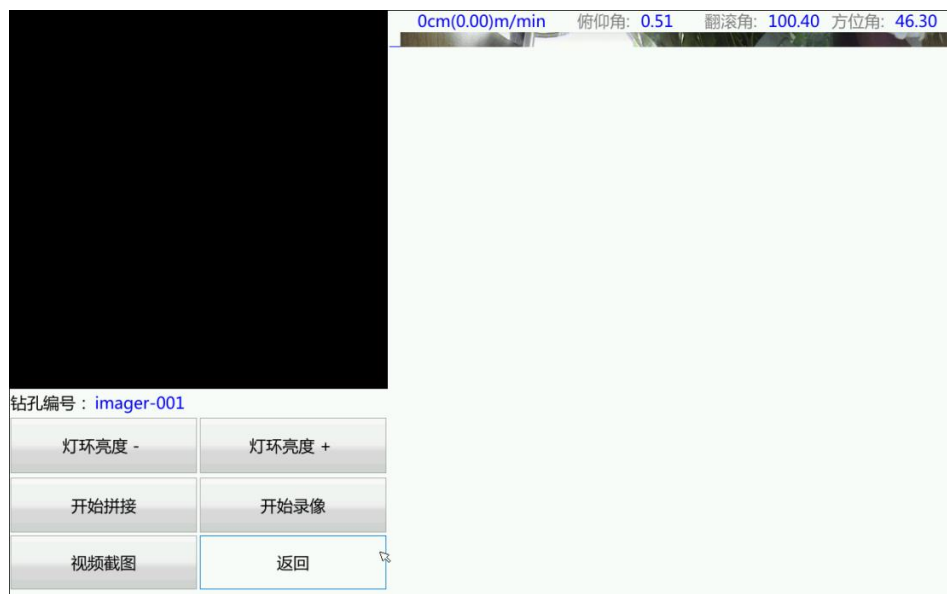 0cm(0.00)m/min 俯仰角: 0.51 翻滚角: 100.40 方位角: 46.30
钻孔编号： imager-001
灯环亮度 - 灯环亮度 +
开始拼接 开始录像
视频截图 返回